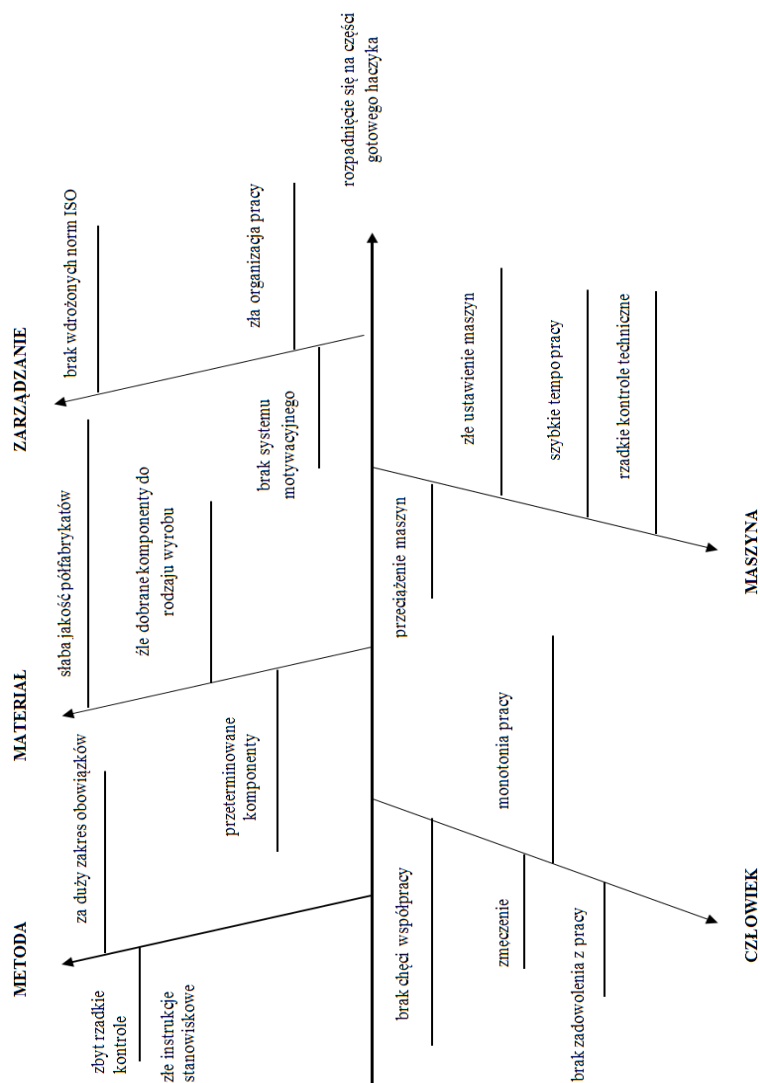 METODA
MATERIAŁ
ZARZĄDZANIE
zbyt rzadkie
kontrole
złe instrukcje
stanowiskowe
za duży zakres obowiązków
przeterminowane
komponenty
słaba jakość półfabrykatów
źle dobrane komponenty do
rodzaju wyrobu
brak systemu
motywacyjnego
brak wdrożonych norm ISO
zła organizacja pracy
rozpadnięcie się na części
gotowego haczyka
brak chęci współpracy
zmęczenie
brak zadowolenia z pracy
monotonia pracy
przeciążenie maszyn
złe ustawienie maszyn
szybkie tempo pracy
rzadkie kontrole techniczne
CZŁOWIEK
MASZYNA